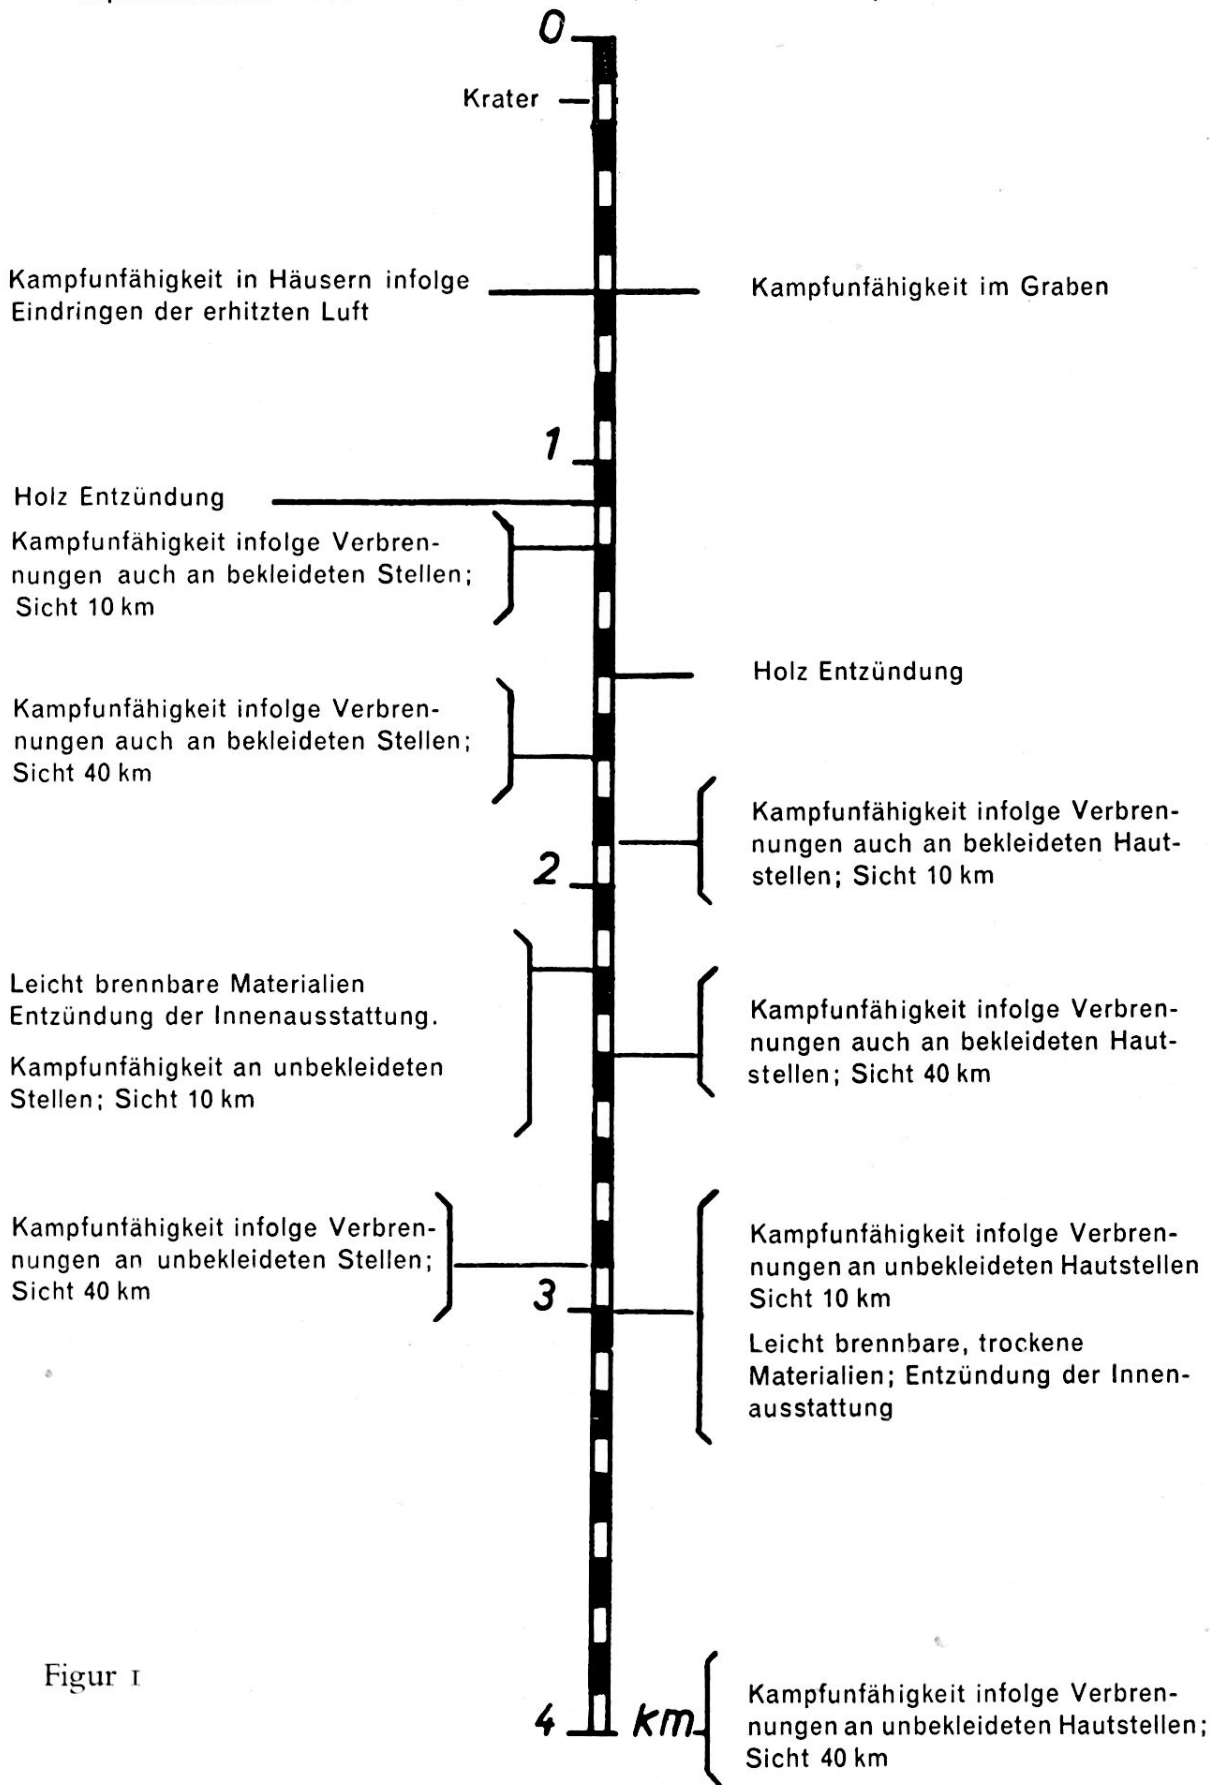 0
Krater
Kampfunfähigkeit in Häusern infolge
Eindringen der erhitzten Luft
Kampfunfähigkeit im Graben
1
Holz Entzündung
Kampfunfähigkeit infolge Verbren-
nungen auch an bekleideten Stellen;
Sicht 10 km
Holz Entzündung
Kampfunfähigkeit infolge Verbren-
nungen auch an bekleideten Stellen;
Sicht 40 km
Kampfunfähigkeit infolge Verbren-
nungen auch an bekleideten Haut-
stellen; Sicht 10 km
2
Leicht brennbare Materialien
Entzündung der Innenausstattung.
Kampfunfähigkeit an unbekleideten
Stellen; Sicht 10 km
Kampfunfähigkeit infolge Verbren-
nungen auch an bekleideten Haut-
stellen; Sicht 40 km
Kampfunfähigkeit infolge Verbren-
nungen an unbekleideten Stellen;
Sicht 40 km
3
Kampfunfähigkeit infolge Verbren-
nungen an unbekleideten Hautstellen
Sicht 10 km
Leicht brennbare, trockene
Materialien; Entzündung der Innen-
ausstattung
Figur 1
4 km
Kampfunfähigkeit infolge Verbren-
nungen an unbekleideten Hautstellen;
Sicht 40 km